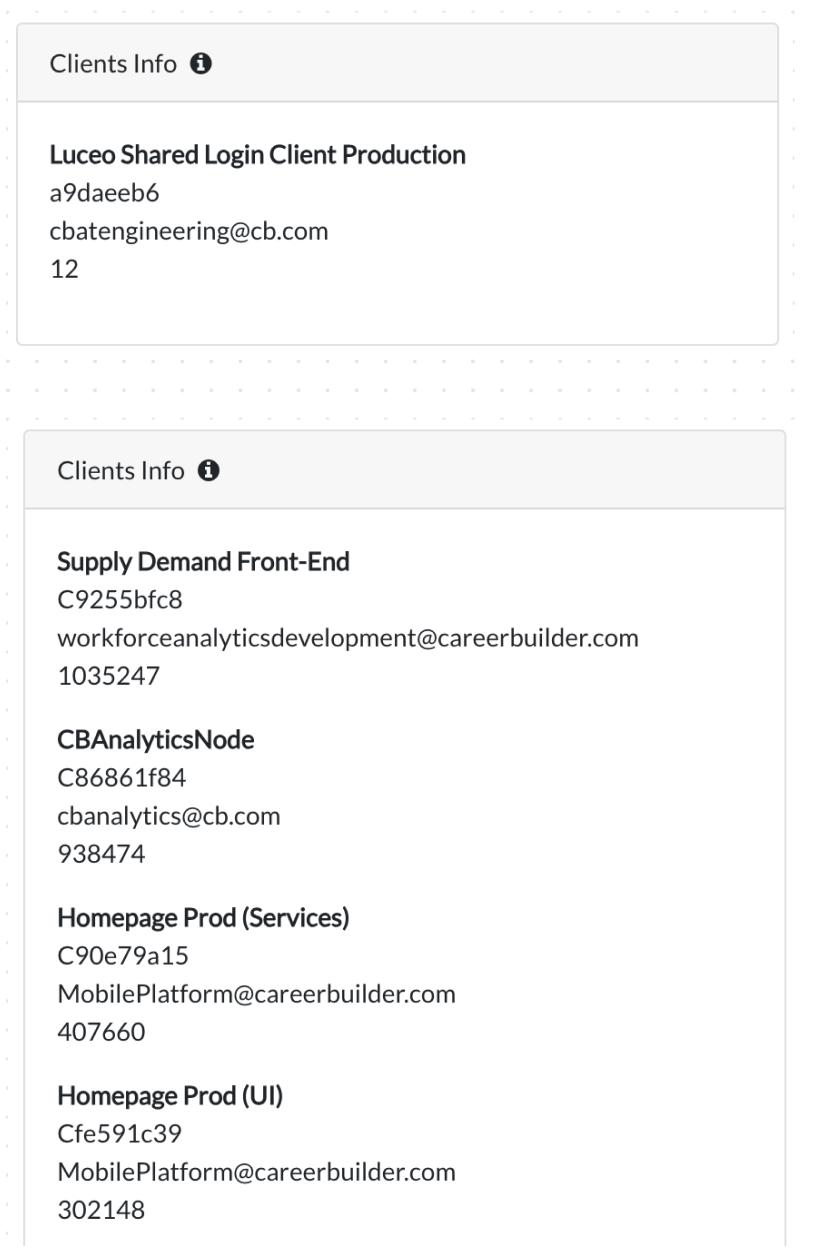 Clients Info
Luceo Shared Login Client Production
a9daeeb6
cbatengineering@cb.com
12
Clients Info
Supply Demand Front-End
C9255bfc8
workforceanalyticsdevelopment@careerbuilder.com
1035247
CBAnalyticsNode
C86861f84
cbanalytics@cb.com
938474
Homepage Prod (Services)
C90e79a15
MobilePlatform@careerbuilder.com
407660
Homepage Prod (UI)
Cfe591c39
MobilePlatform@careerbuilder.com
302148